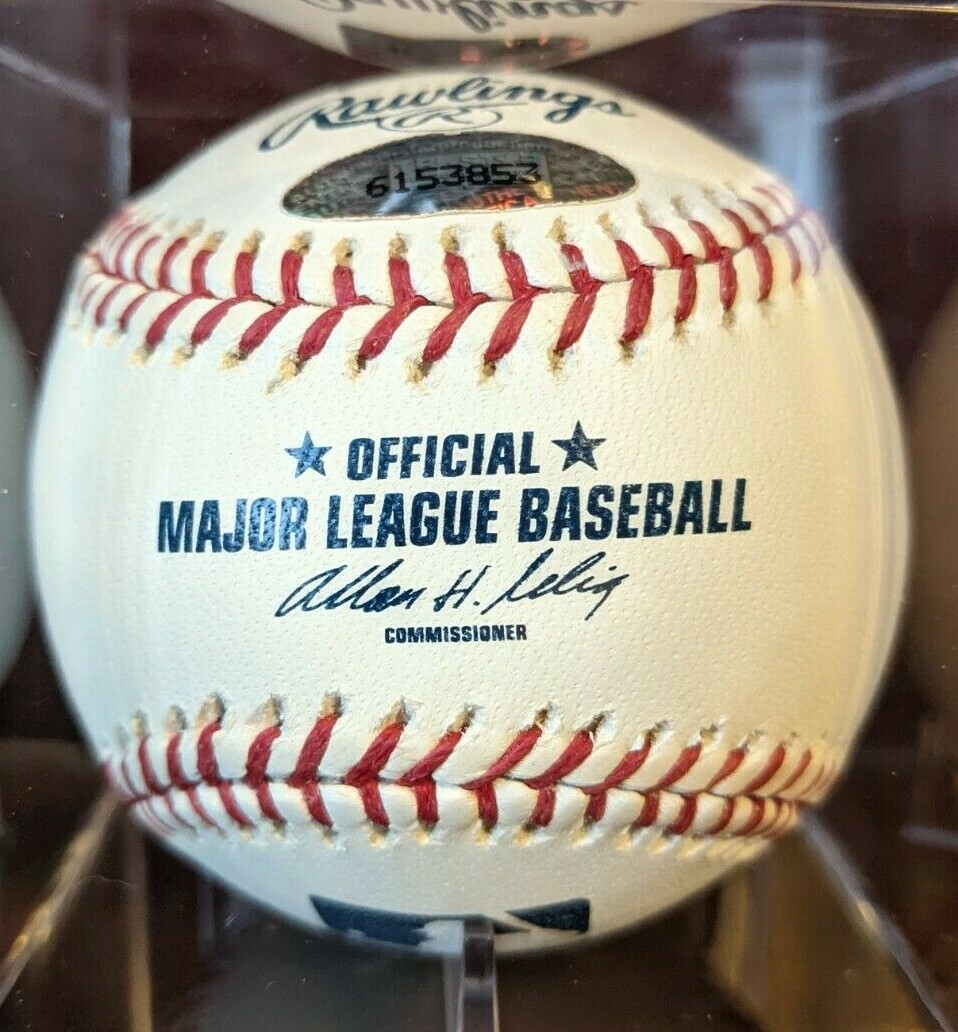 Rawlings
R
6153853
OFFICIAL
MAJOR LEAGUE BASEBALL
Allan H. Selig
COMMISSIONER